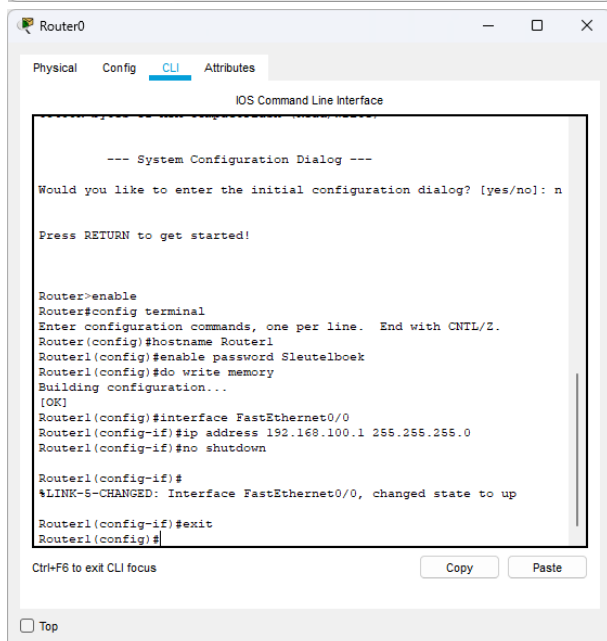 Router0
Physical Config CLI Attributes
IOS Command Line Interface
--- System Configuration Dialog ---
Would you like to enter the initial configuration dialog? [yes/no]: n
Press RETURN to get started!
Router>enable
Router#config terminal
Enter configuration commands, one per line.  End with CNTL/Z.
Router(config)#hostname Router1
Router1(config)#enable password Sleutelboek
Router1(config)#do write memory
Building configuration...
[OK]
Router1(config)#interface FastEthernet0/0
Router1(config-if)#ip address 192.168.100.1 255.255.255.0
Router1(config-if)#no shutdown
Router1(config-if)#
%LINK-5-CHANGED: Interface FastEthernet0/0, changed state to up
Router1(config-if)#exit
Router1(config)#
Ctrl+F6 to exit CLI focus
Copy Paste
Top